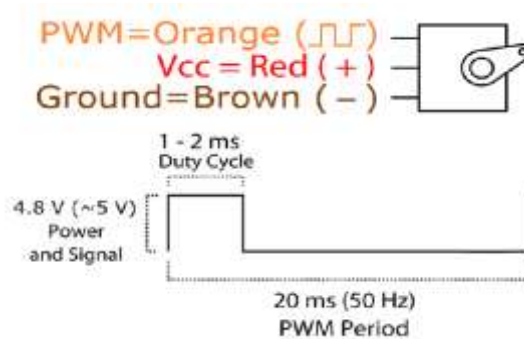 PWM=Orange (⎍⎍)
Vcc = Red ( + )
Ground=Brown ( − )
1 - 2 ms
Duty Cycle
4.8 V (~5 V)
Power
and Signal
20 ms (50 Hz)
PWM Period